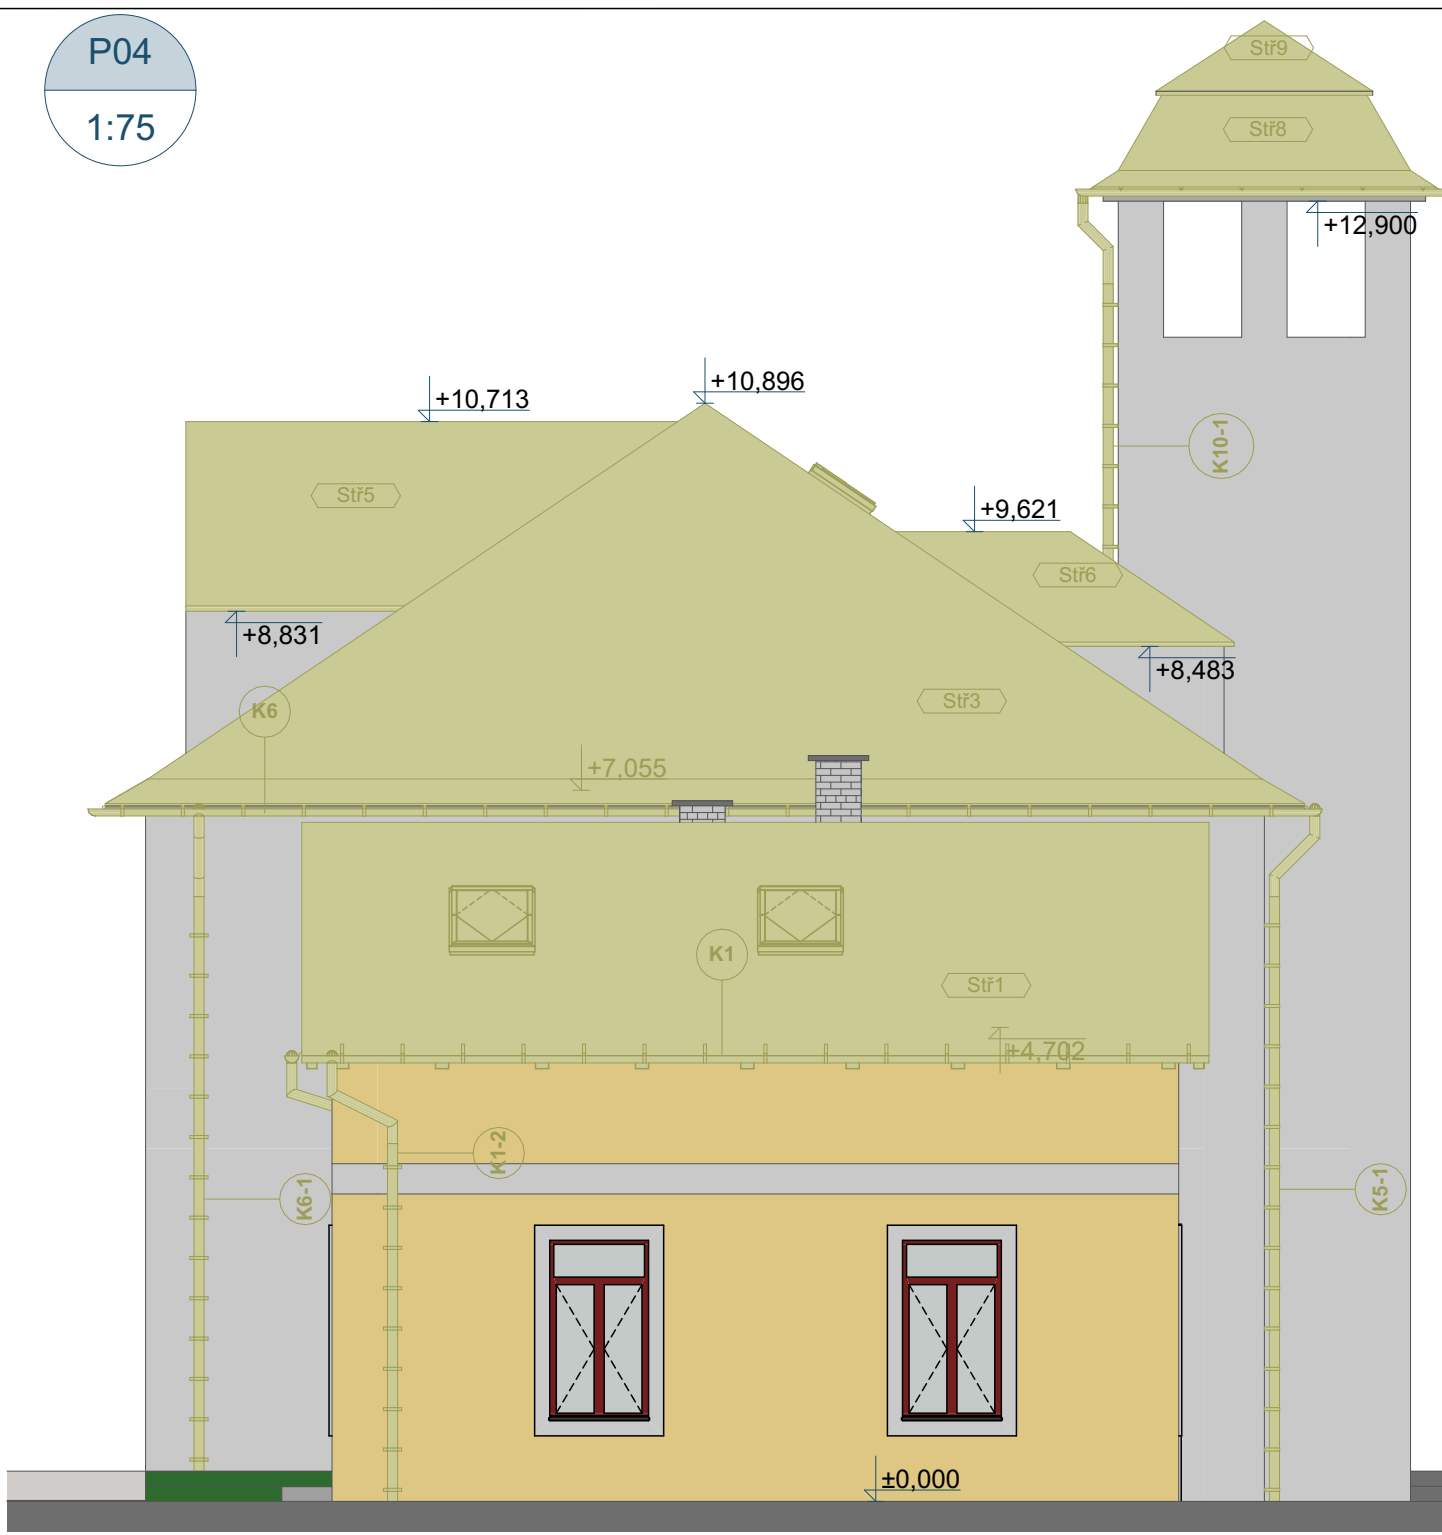 P04
1:75
Stř9
Stř8
+12,900
+10,896
+10,713
K10-1
Stř5
+9,621
Stř6
+8,831
+8,483
Stř3
K6
+7,055
K1
Stř1
+4,702
K1-2
K6-1
K5-1
±0,000